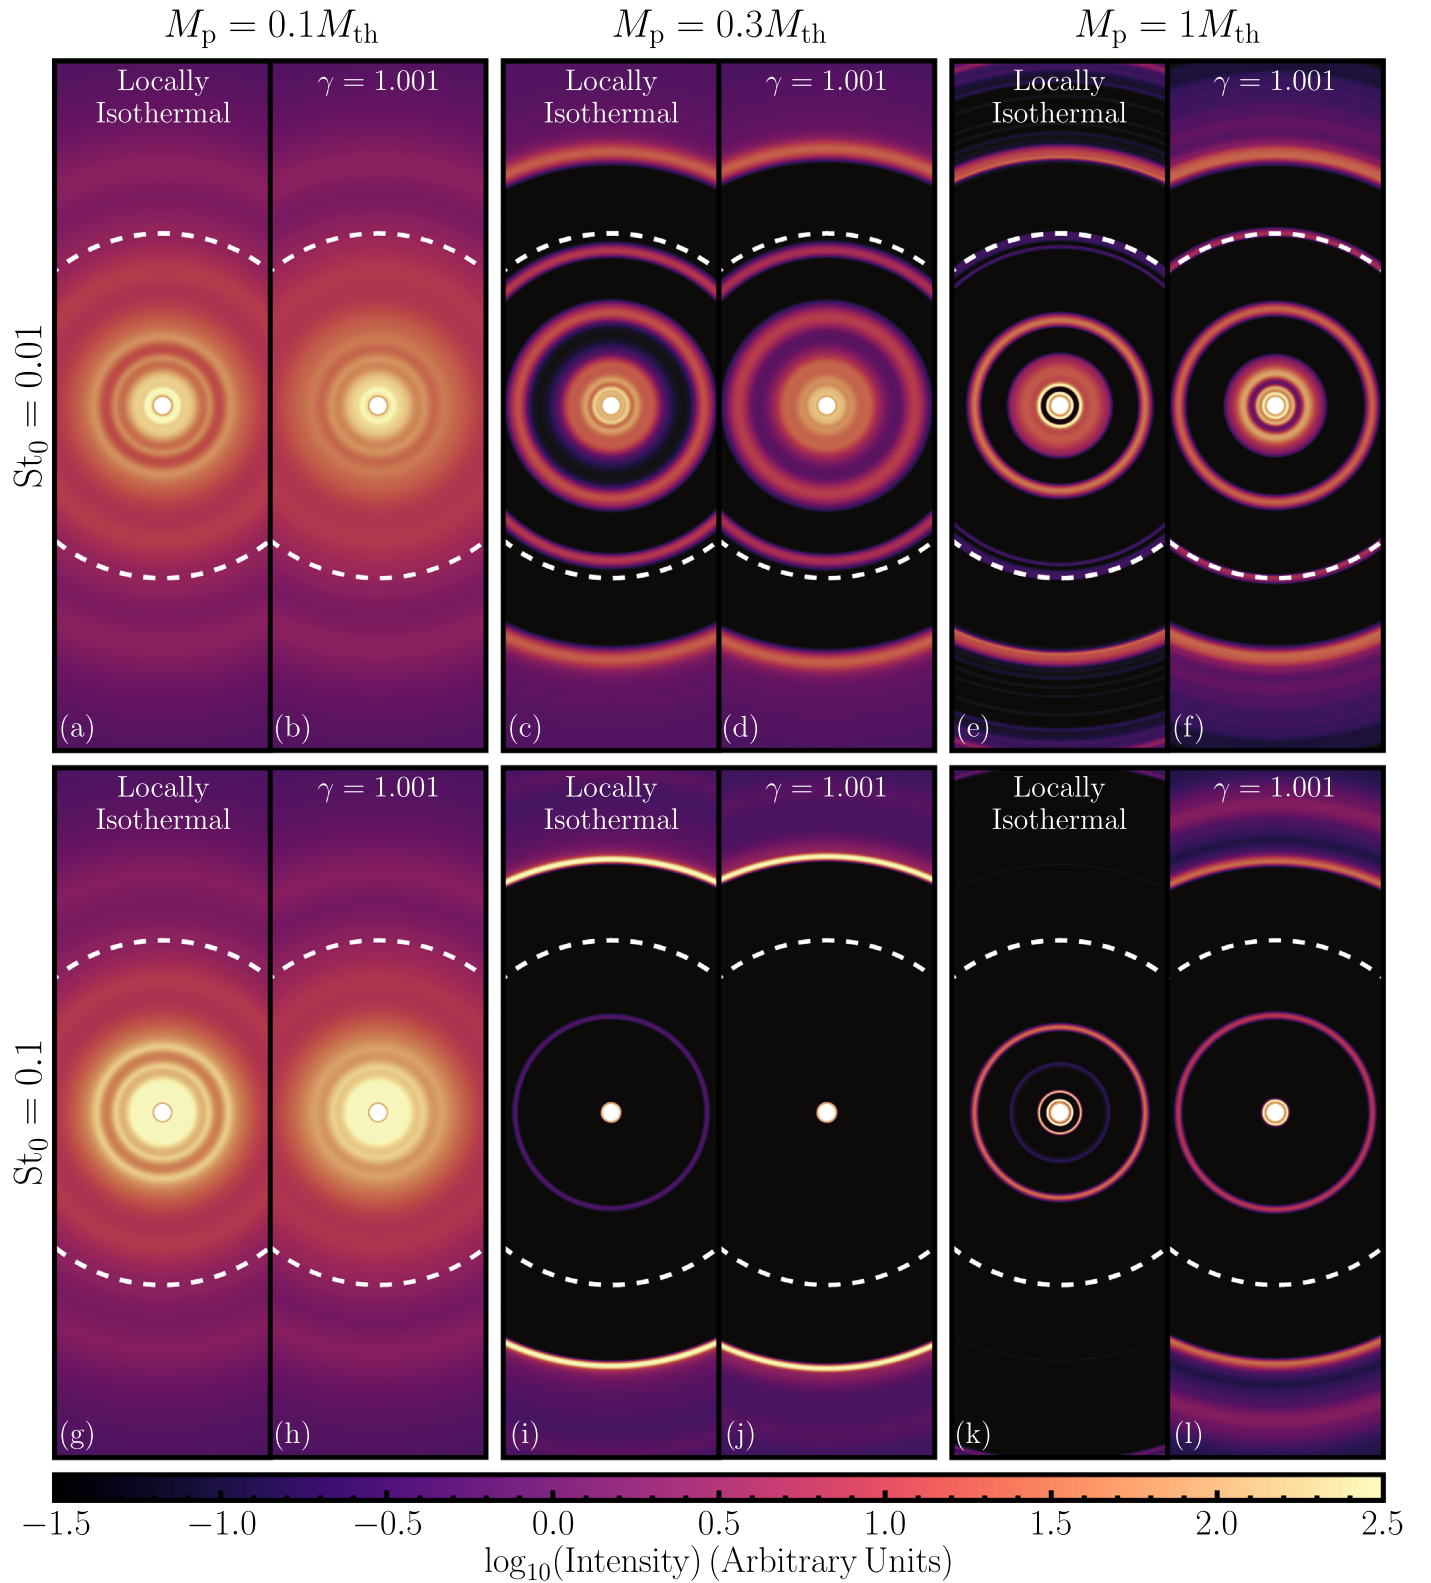 M_p = 0.1M_th
M_p = 0.3M_th
M_p = 1M_th
Locally
Isothermal
γ = 1.001
Locally
Isothermal
γ = 1.001
Locally
Isothermal
γ = 1.001
St_0 = 0.01
(a)
(b)
(c)
(d)
(e)
(f)
Locally
Isothermal
γ = 1.001
Locally
Isothermal
γ = 1.001
Locally
Isothermal
γ = 1.001
St_0 = 0.1
(g)
(h)
(i)
(j)
(k)
(l)
−1.5 −1.0 −0.5 0.0 0.5 1.0 1.5 2.0 2.5
log_10(Intensity) (Arbitrary Units)